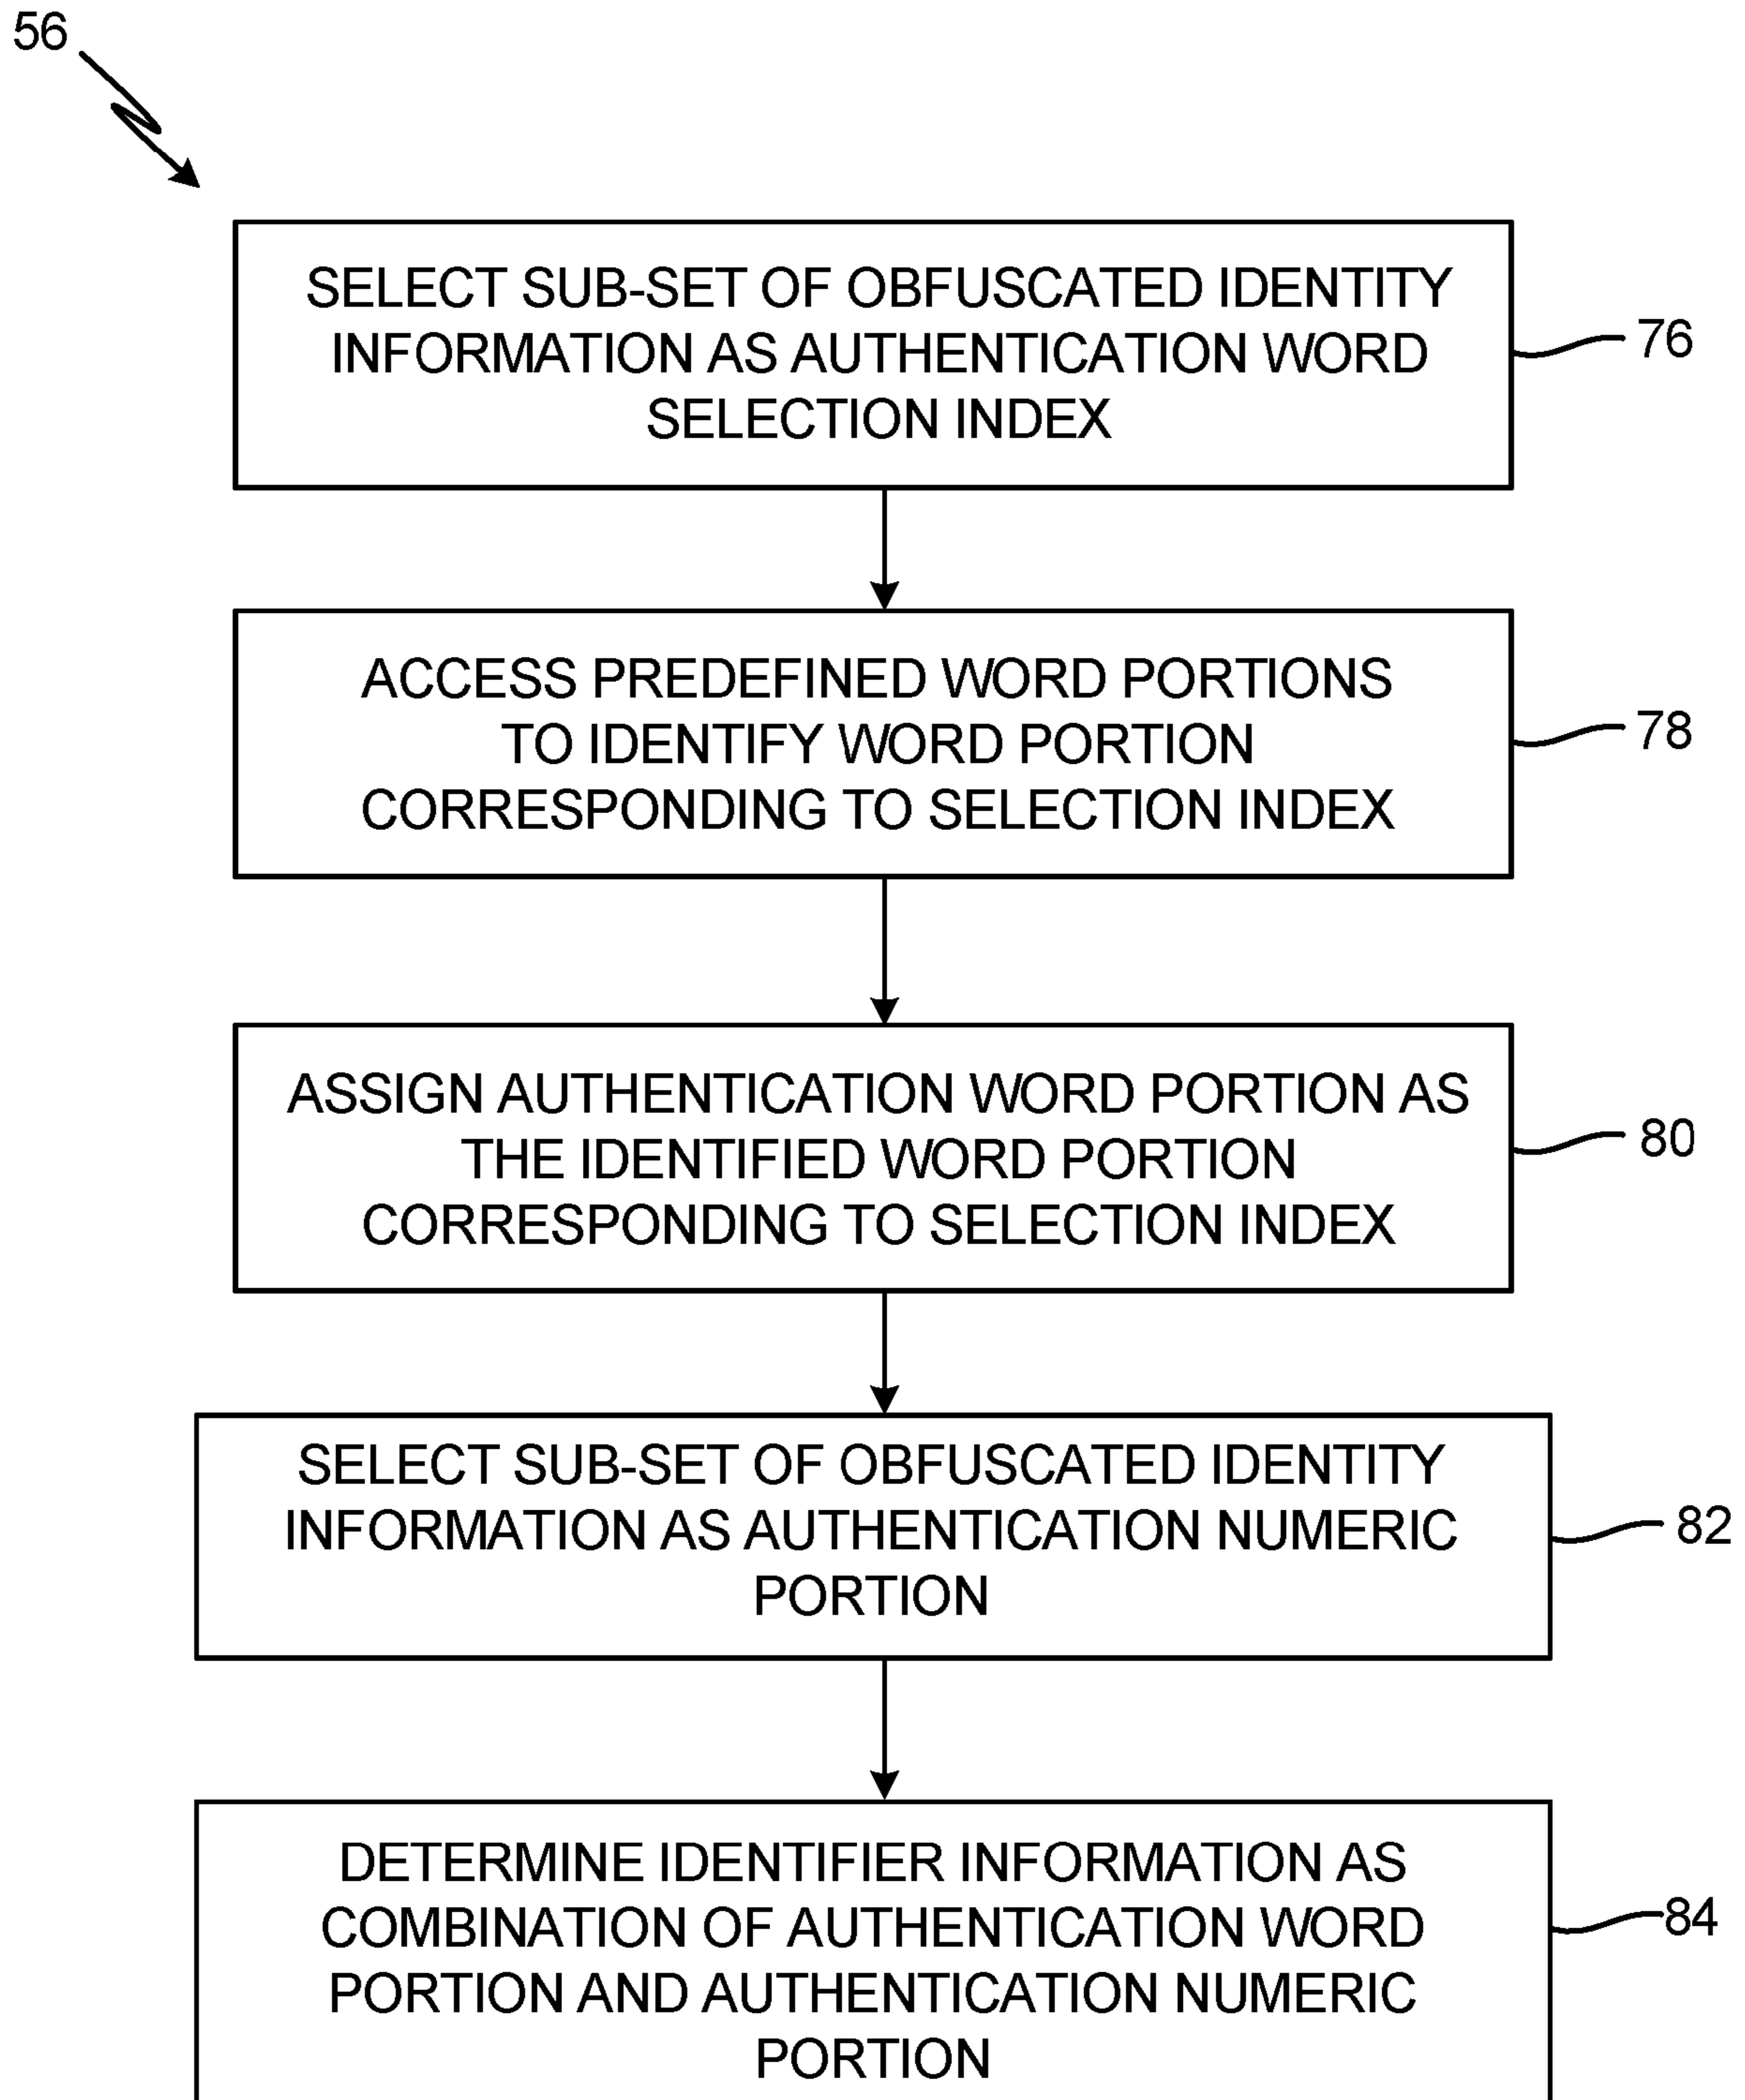 56
SELECT SUB-SET OF OBFUSCATED IDENTITY
INFORMATION AS AUTHENTICATION WORD
SELECTION INDEX
76
ACCESS PREDEFINED WORD PORTIONS
TO IDENTIFY WORD PORTION
CORRESPONDING TO SELECTION INDEX
78
ASSIGN AUTHENTICATION WORD PORTION AS
THE IDENTIFIED WORD PORTION
CORRESPONDING TO SELECTION INDEX
80
SELECT SUB-SET OF OBFUSCATED IDENTITY
INFORMATION AS AUTHENTICATION NUMERIC
PORTION
82
DETERMINE IDENTIFIER INFORMATION AS
COMBINATION OF AUTHENTICATION WORD
PORTION AND AUTHENTICATION NUMERIC
PORTION
84